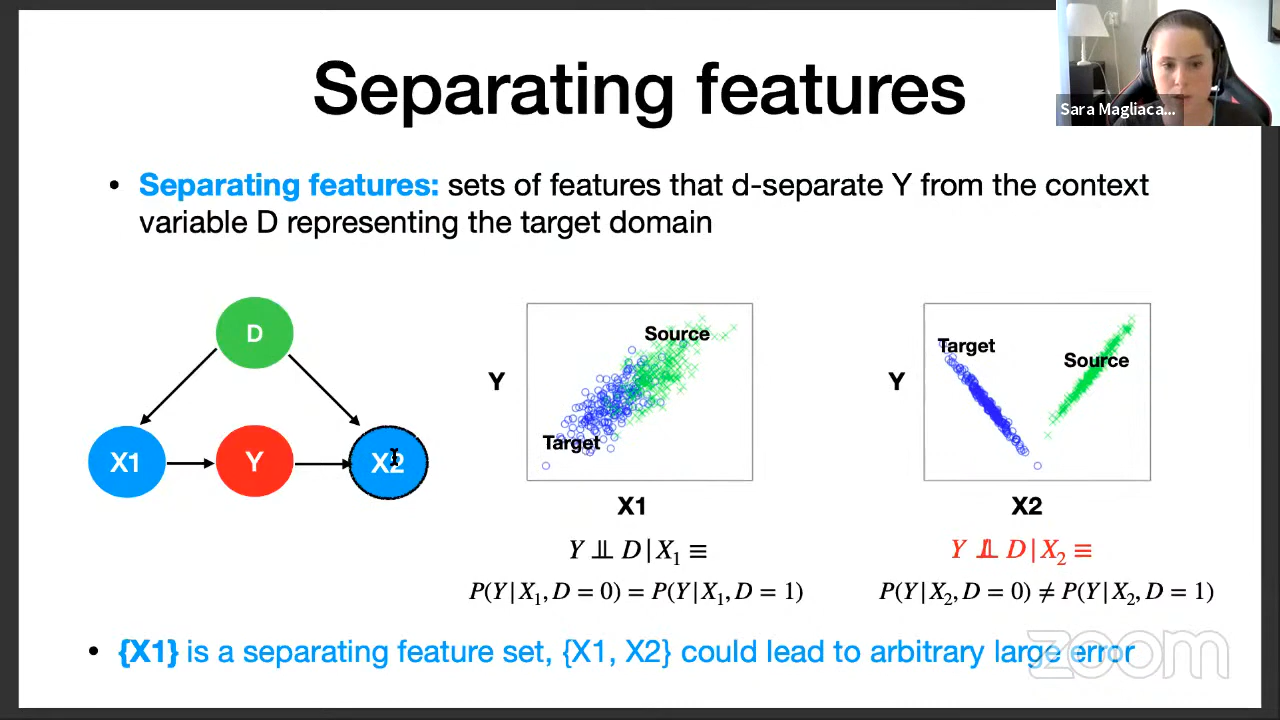 Separating features
Sara Magliaca...
• Separating features: sets of features that d-separate Y from the context
variable D representing the target domain
D
X1
Y
X2
Source
Target
Y
X1
Target
Source
Y
X2
Y ⫫ D | X₁ ≡
P(Y | X₁, D = 0) = P(Y | X₁, D = 1)
Y ⫫̸ D | X₂ ≡
P(Y | X₂, D = 0) ≠ P(Y | X₂, D = 1)
• {X1} is a separating feature set, {X1, X2} could lead to arbitrary large error
zoom